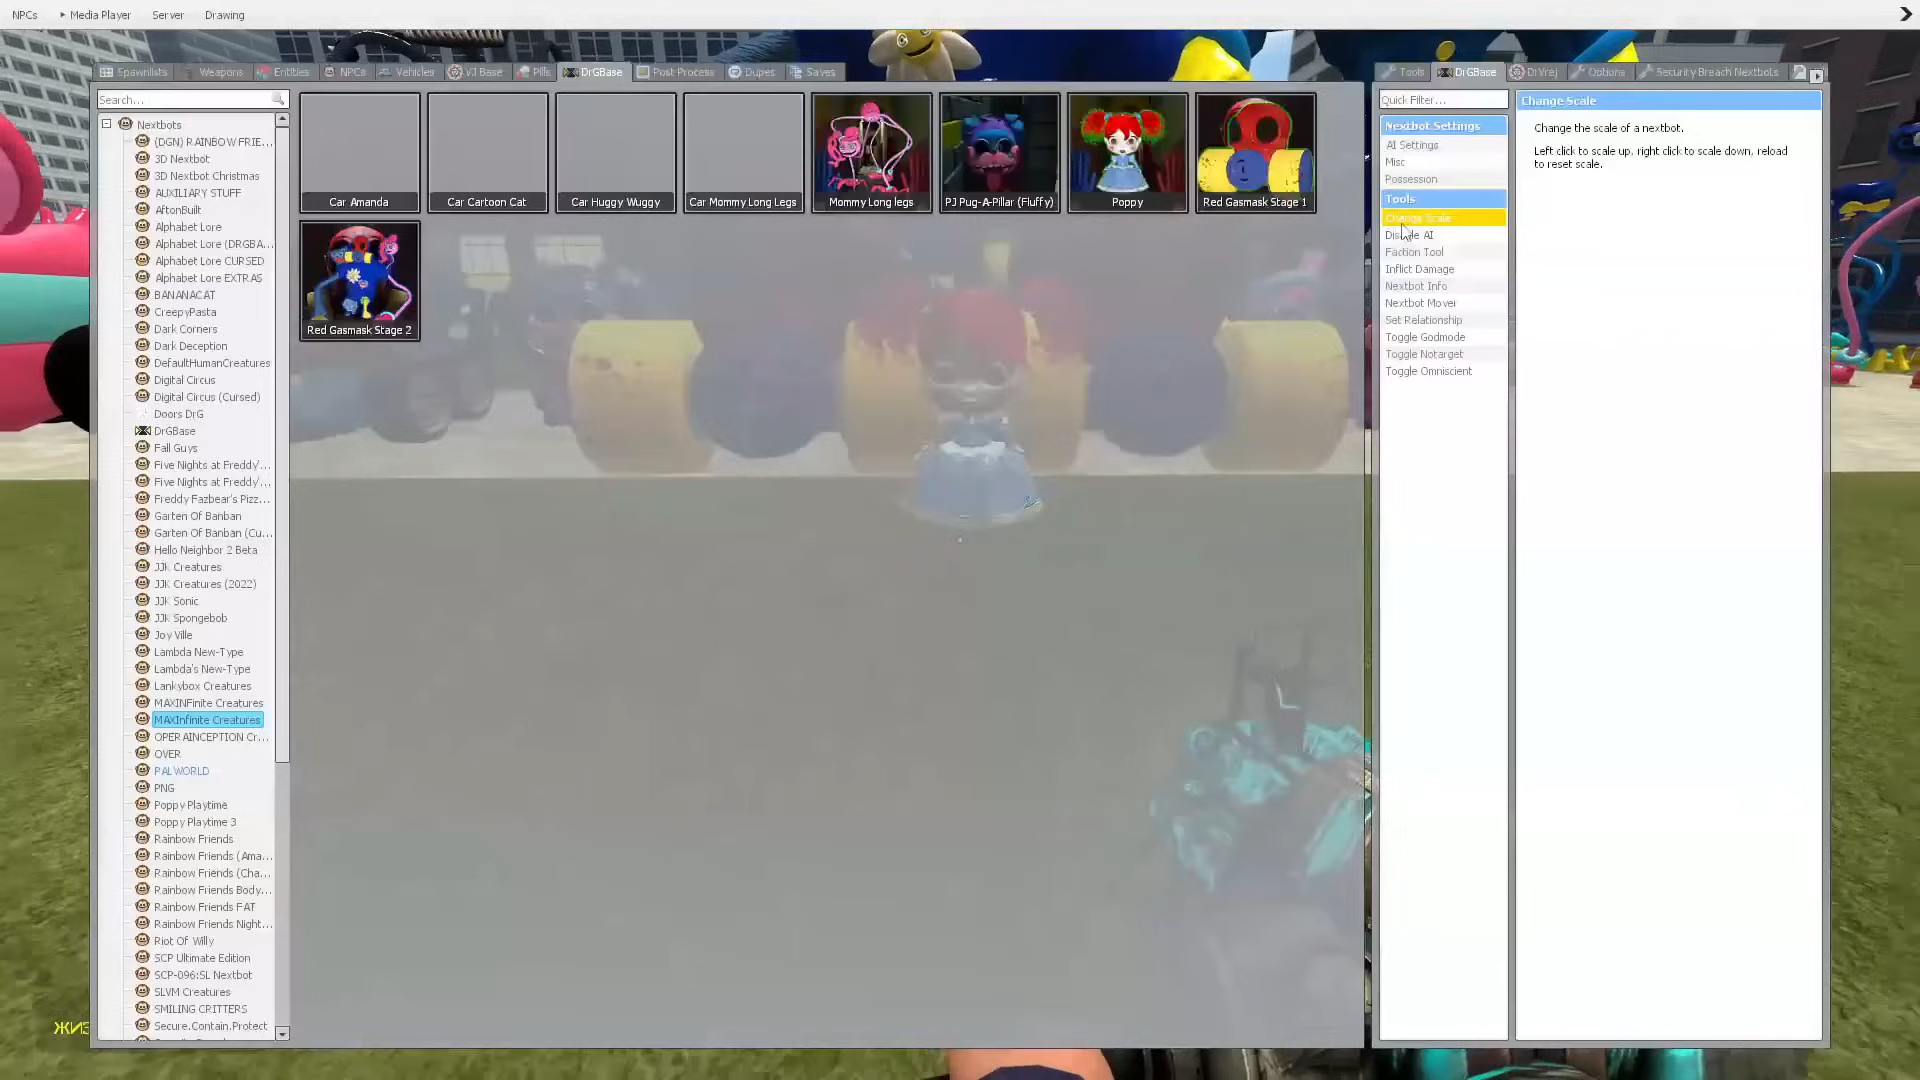 NPCs
Media Player
Server
Drawing
Spawnlists
Weapons
Entities
NPCs
Vehicles
VJ Base
Pills
DrGBase
Post Process
Dupes
Saves
Tools
DrGBase
DrVrej
Options
Security Breach Nextbots
Search...
Nextbots
(DGN) RAINBOW FRIE...
3D Nextbot
3D Nextbot Christmas
AUXILIARY STUFF
AftonBuilt
Alphabet Lore
Alphabet Lore (DRGBA...
Alphabet Lore CURSED
Alphabet Lore EXTRAS
BANANACAT
CreepyPasta
Dark Corners
Dark Deception
DefaultHumanCreatures
Digital Circus
Digital Circus (Cursed)
Doors DrG
DrGBase
Fall Guys
Five Nights at Freddy'...
Five Nights at Freddy'...
Freddy Fazbear's Pizz...
Garten Of Banban
Garten Of Banban (Cu...
Hello Neighbor 2 Beta
JJK Creatures
JJK Creatures (2022)
JJK Sonic
JJK Spongebob
Joy Ville
Lambda New-Type
Lambda's New-Type
Lankybox Creatures
MAXINFinite Creatures
MAXInfinite Creatures
OPERAINCEPTION Cr...
OVER
PALWORLD
PNG
Poppy Playtime
Poppy Playtime 3
Rainbow Friends
Rainbow Friends (Ama...
Rainbow Friends (Cha...
Rainbow Friends Body...
Rainbow Friends FAT
Rainbow Friends Night...
Riot Of Willy
SCP Ultimate Edition
SCP-096:SL Nextbot
SLVM Creatures
SMILING CRITTERS
Secure.Contain.Protect
Car Amanda
Car Cartoon Cat
Car Huggy Wuggy
Car Mommy Long Legs
Mommy Long legs
PJ Pug-A-Pillar (Fluffy)
Poppy
Red Gasmask Stage 1
Red Gasmask Stage 2
Quick Filter...
Nextbot Settings
AI Settings
Misc
Possession
Tools
Change Scale
Disable AI
Faction Tool
Inflict Damage
Nextbot Info
Nextbot Mover
Set Relationship
Toggle Godmode
Toggle Notarget
Toggle Omniscient
Change Scale
Change the scale of a nextbot.
Left click to scale up, right click to scale down, reload
to reset scale.